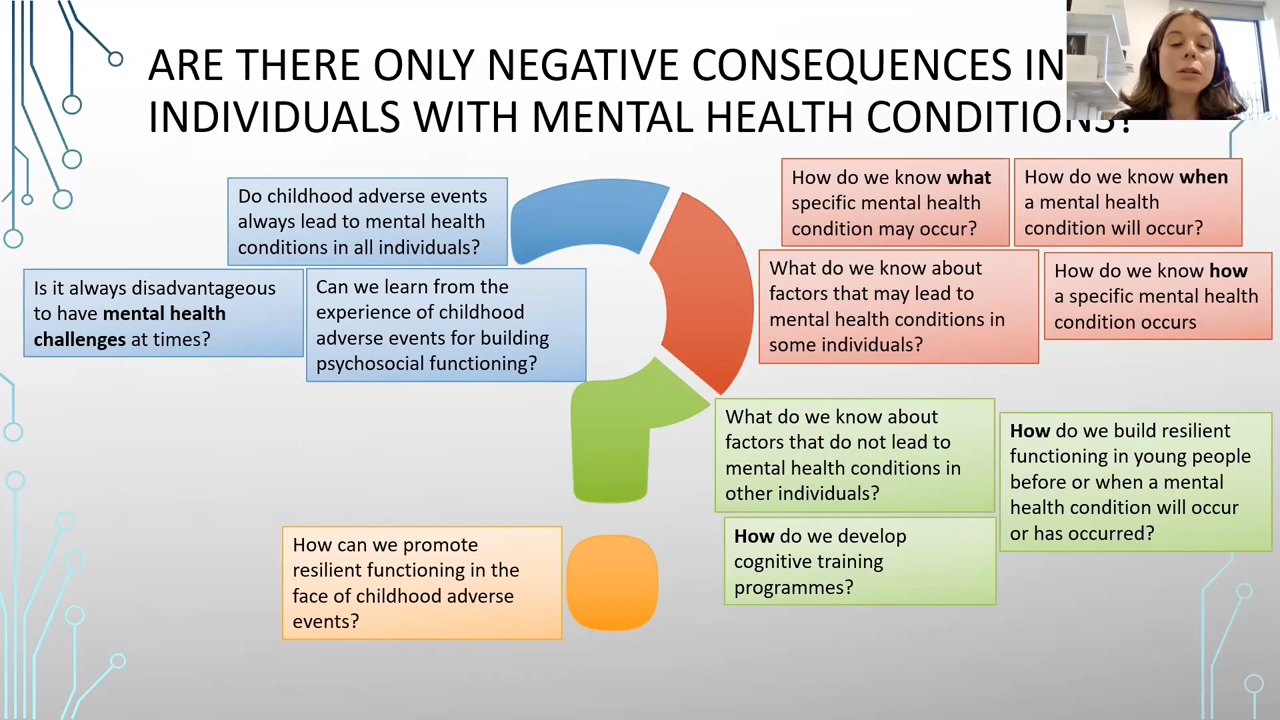 ARE THERE ONLY NEGATIVE CONSEQUENCES IN
INDIVIDUALS WITH MENTAL HEALTH CONDITIONS?
Do childhood adverse events
always lead to mental health
conditions in all individuals?
Is it always disadvantageous
to have mental health
challenges at times?
Can we learn from the
experience of childhood
adverse events for building
psychosocial functioning?
How do we know what
specific mental health
condition may occur?
How do we know when
a mental health
condition will occur?
What do we know about
factors that may lead to
mental health conditions in
some individuals?
How do we know how
a specific mental health
condition occurs
What do we know about
factors that do not lead to
mental health conditions in
other individuals?
How do we build resilient
functioning in young people
before or when a mental
health condition will occur
or has occurred?
How do we develop
cognitive training
programmes?
How can we promote
resilient functioning in the
face of childhood adverse
events?